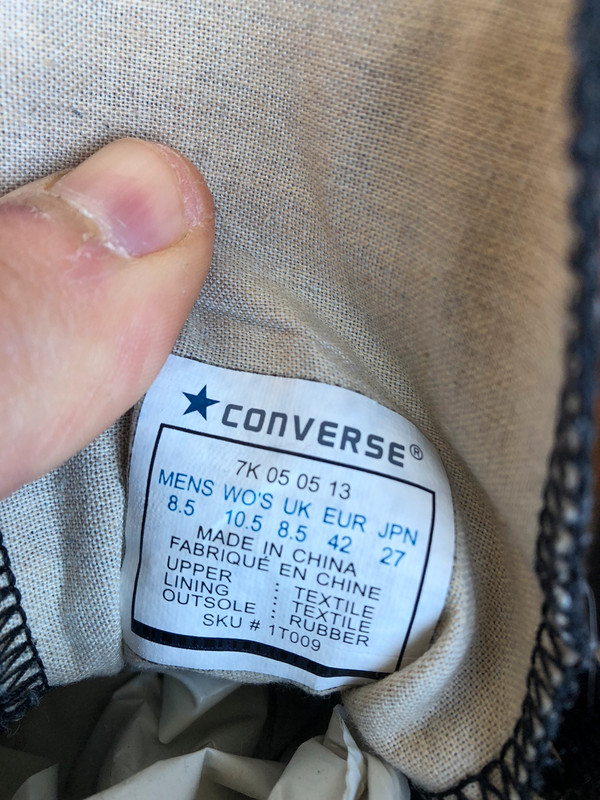 CONVERSE®
7K 05 05 13
MENS WO'S UK EUR JPN
8.5 10.5 8.5 42 27
MADE IN CHINA
FABRIQUÉ EN CHINE
UPPER : TEXTILE
LINING : TEXTILE
OUTSOLE : RUBBER
SKU # 1T009